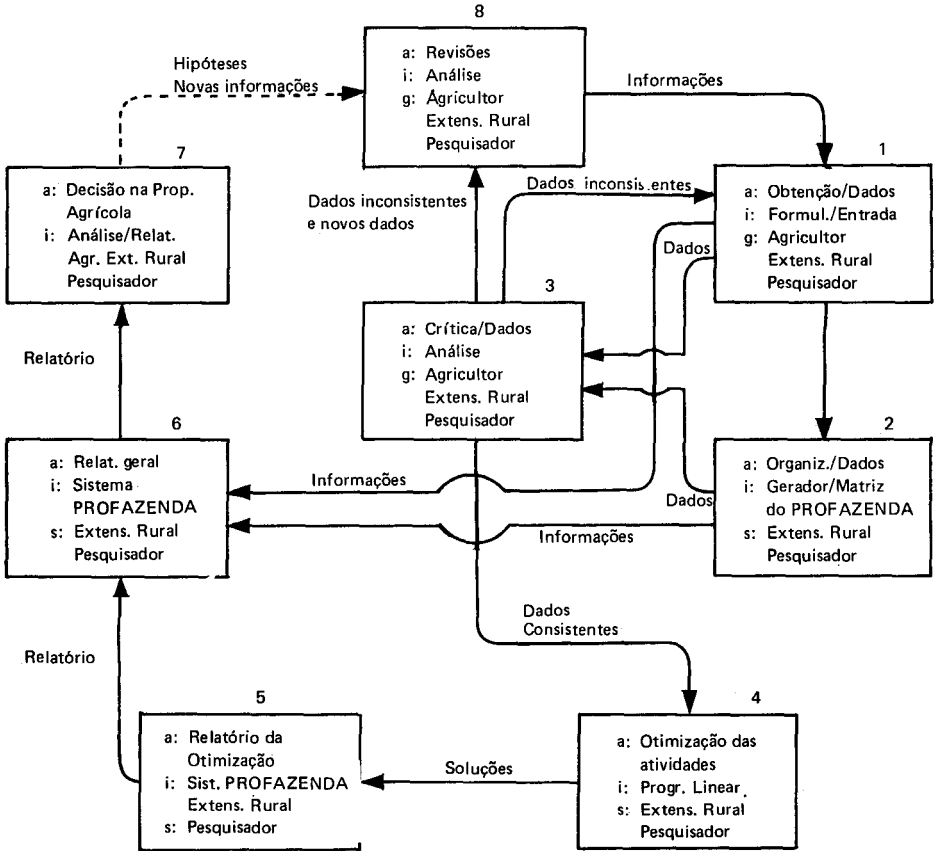 8
a: Revisões
i: Análise
g: Ágricultor
Extens. Rural
Pesquisador
Hipóteses
Novas informações
Informações
7
a: Decisão na Prop.
Agrícola
i: Análise/Relat.
Agr. Ext. Rural
Pesquisador
Dados inconsistentes
e novos dados
Dados inconsistentes
1
a: Obtenção/Dados
i: Formul./Entrada
g: Agricultor
Extens. Rural
Pesquisador
Dados
3
a: Crítica/Dados
i: Análise
g: Agricultor
Extens. Rural
Pesquisador
Relatório
6
a: Relat. geral
i: Sistema
PROFAZENDA
s: Extens. Rural
Pesquisador
Informações
2
a: Organiz./Dados
i: Gerador/Matriz
do PROFAZENDA
s: Extens. Rural
Pesquisador
Dados
Informações
Dados
Consistentes
Relatório
5
a: Relatório da
Otimização
i: Sist. PROFAZENDA
Extens. Rural
s: Pesquisador
Soluções
4
a: Otimização das
atividades
i: Progr. Linear
s: Extens. Rural
Pesquisador